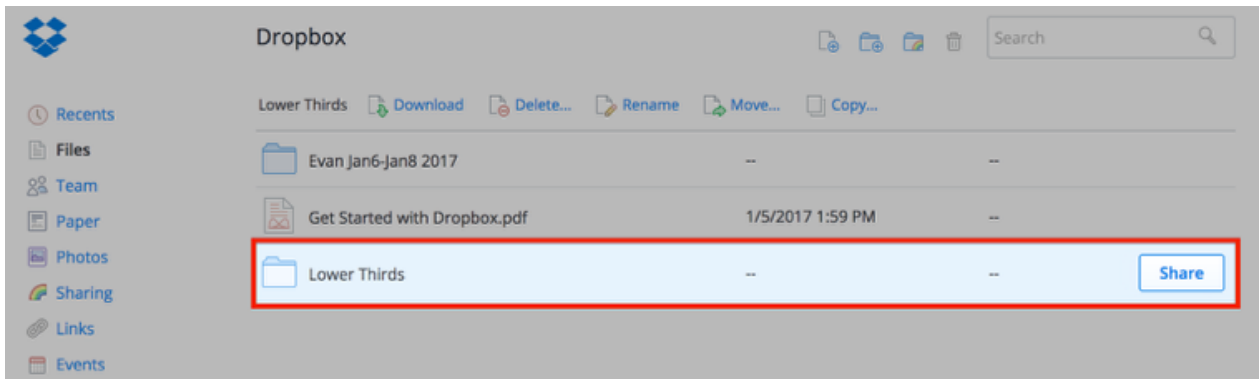 Dropbox
Search
Recents
Files
Team
Paper
Photos
Sharing
Links
Events
Lower Thirds Download Delete... Rename Move... Copy...
Evan Jan6-Jan8 2017 -- --
Get Started with Dropbox.pdf 1/5/2017 1:59 PM --
Lower Thirds -- -- Share